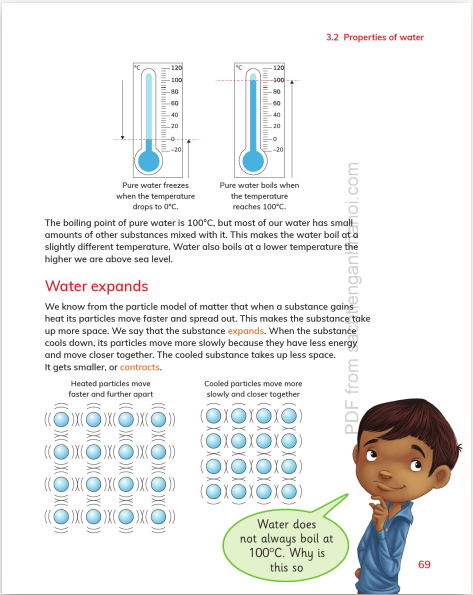 3.2 Properties of water
°C
120
100
80
60
40
20
0
−20
°C
120
100
80
60
40
20
0
−20
Pure water freezes
when the temperature
drops to 0°C.
Pure water boils when
the temperature
reaches 100°C.
The boiling point of pure water is 100°C, but most of our water has small
amounts of other substances mixed with it. This makes the water boil at a
slightly different temperature. Water also boils at a lower temperature the
higher we are above sea level.
Water expands
We know from the particle model of matter that when a substance gains
heat its particles move faster and spread out. This makes the substance take
up more space. We say that the substance expands. When the substance
cools down, its particles move more slowly because they have less energy
and move closer together. The cooled substance takes up less space.
It gets smaller, or contracts.
Heated particles move
faster and further apart
Cooled particles move more
slowly and closer together
Water does
not always boil at
100°C. Why is
this so
69